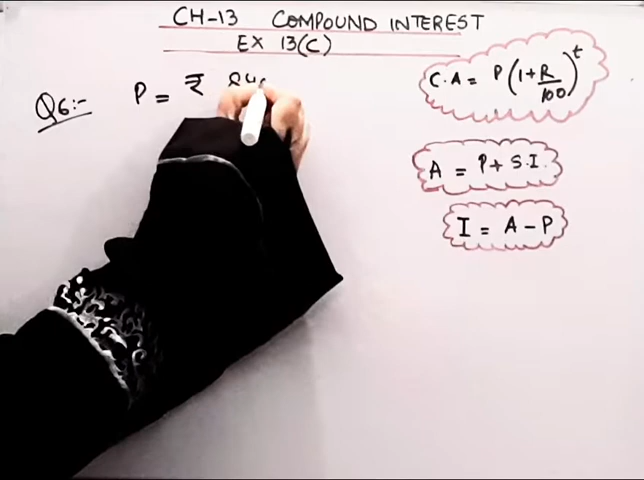 CH-13 COMPOUND INTEREST
EX 13(C)
Q6:- P = ₹
C.A = P(1+R/100)^t
A = P + S.I.
I = A - P